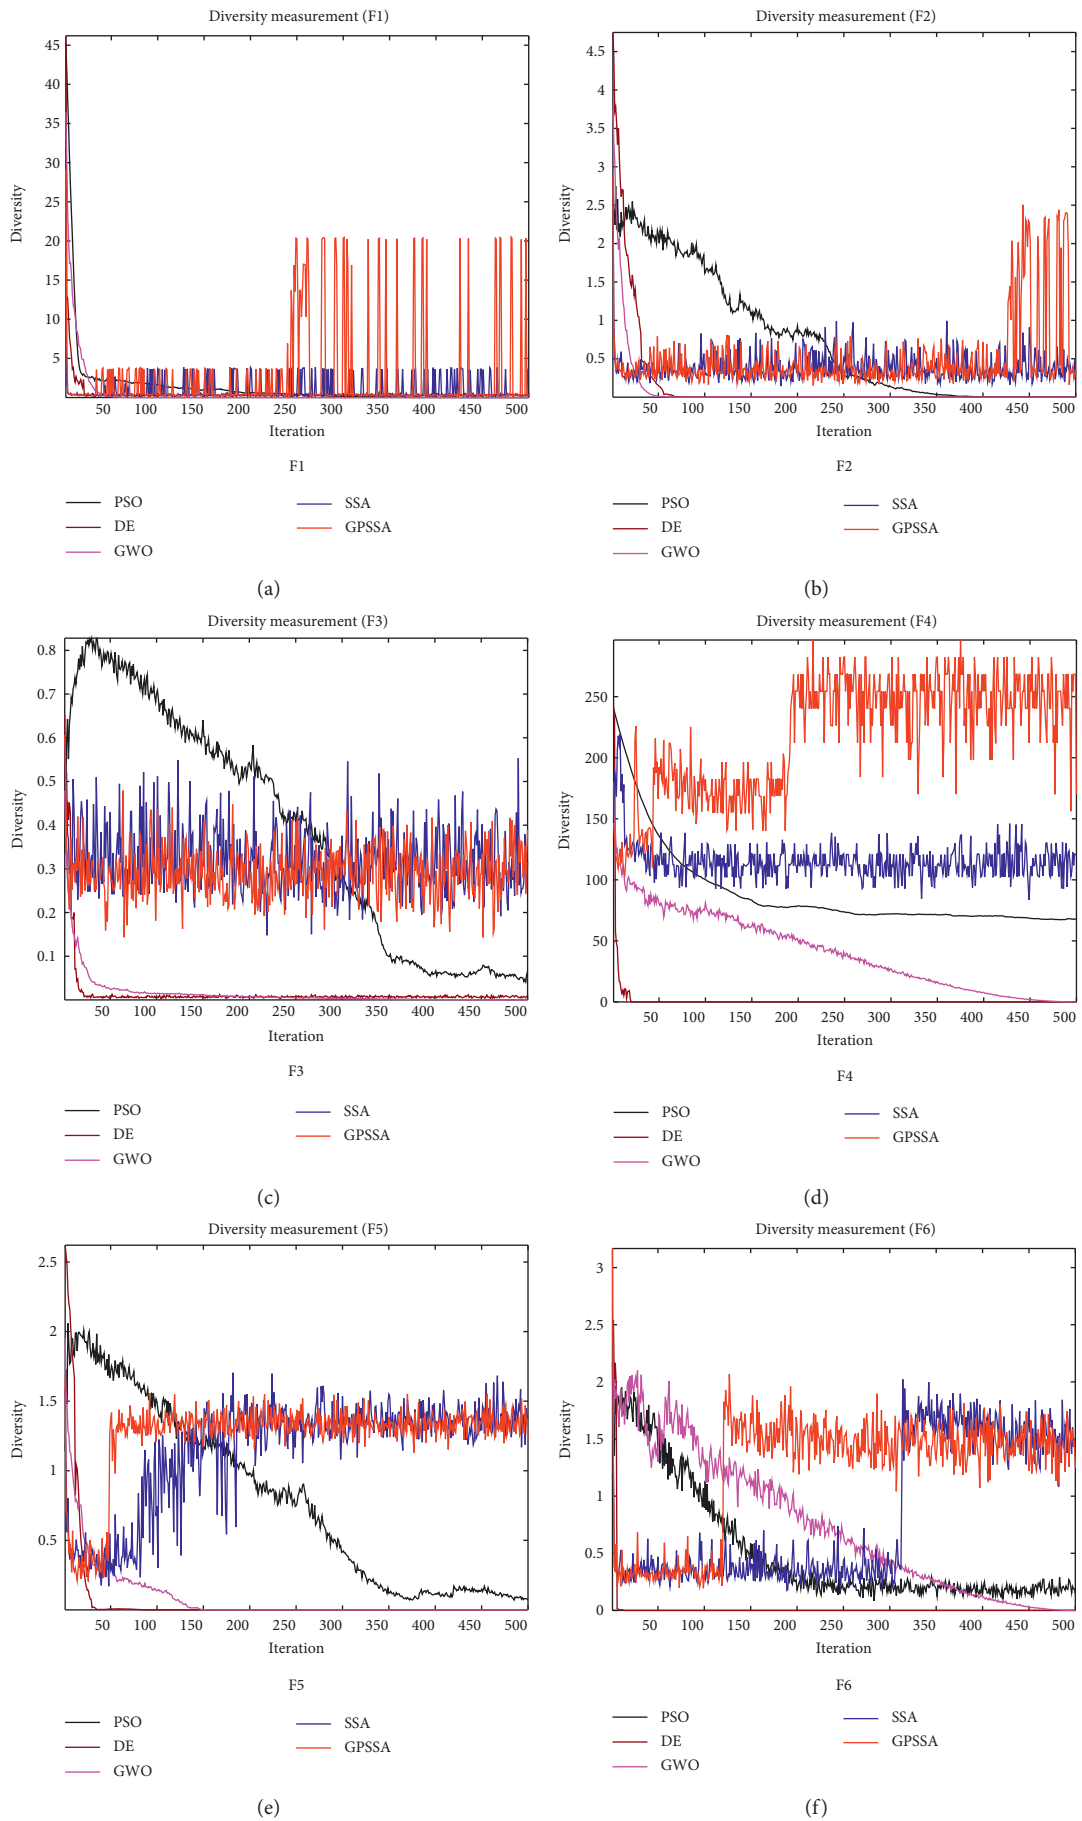 Diversity measurement (F1)
45
40
35
30
25
20
15
10
5
Diversity
50 100 150 200 250 300 350 400 450 500
Iteration
F1
PSO
DE
GWO
SSA
GPSSA
(a)
Diversity measurement (F2)
4.5
4
3.5
3
2.5
2
1.5
1
0.5
Diversity
50 100 150 200 250 300 350 400 450 500
Iteration
F2
PSO
DE
GWO
SSA
GPSSA
(b)
Diversity measurement (F3)
0.8
0.7
0.6
0.5
0.4
0.3
0.2
0.1
Diversity
50 100 150 200 250 300 350 400 450 500
Iteration
F3
PSO
DE
GWO
SSA
GPSSA
(c)
Diversity measurement (F4)
250
200
150
100
50
0
Diversity
50 100 150 200 250 300 350 400 450 500
Iteration
F4
PSO
DE
GWO
SSA
GPSSA
(d)
Diversity measurement (F5)
2.5
2
1.5
1
0.5
Diversity
50 100 150 200 250 300 350 400 450 500
Iteration
F5
PSO
DE
GWO
SSA
GPSSA
(e)
Diversity measurement (F6)
3
2.5
2
1.5
1
0.5
0
Diversity
50 100 150 200 250 300 350 400 450 500
Iteration
F6
PSO
DE
GWO
SSA
GPSSA
(f)